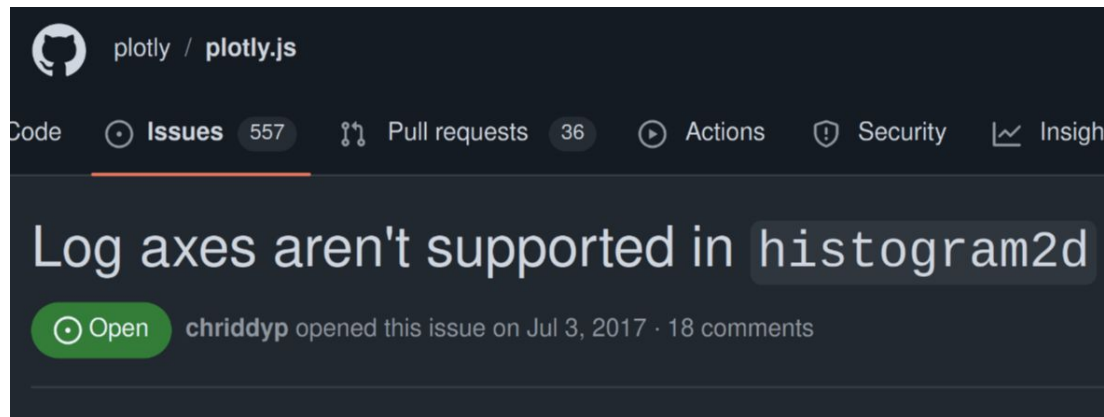 plotly / plotly.js
Code Issues 557 Pull requests 36 Actions Security Insigh
Log axes aren't supported in histogram2d
Open chriddyp opened this issue on Jul 3, 2017 · 18 comments